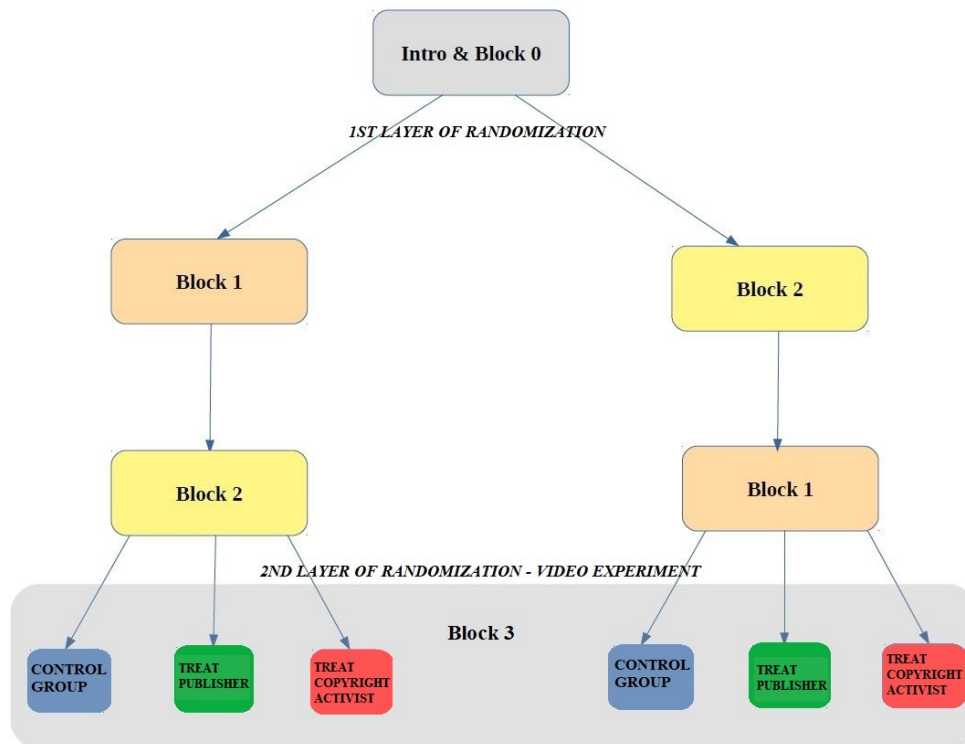 Intro & Block 0
1ST LAYER OF RANDOMIZATION
Block 1
Block 2
Block 2
Block 1
2ND LAYER OF RANDOMIZATION - VIDEO EXPERIMENT
Block 3
CONTROL
GROUP
TREAT
PUBLISHER
TREAT
COPYRIGHT
ACTIVIST
CONTROL
GROUP
TREAT
PUBLISHER
TREAT
COPYRIGHT
ACTIVIST